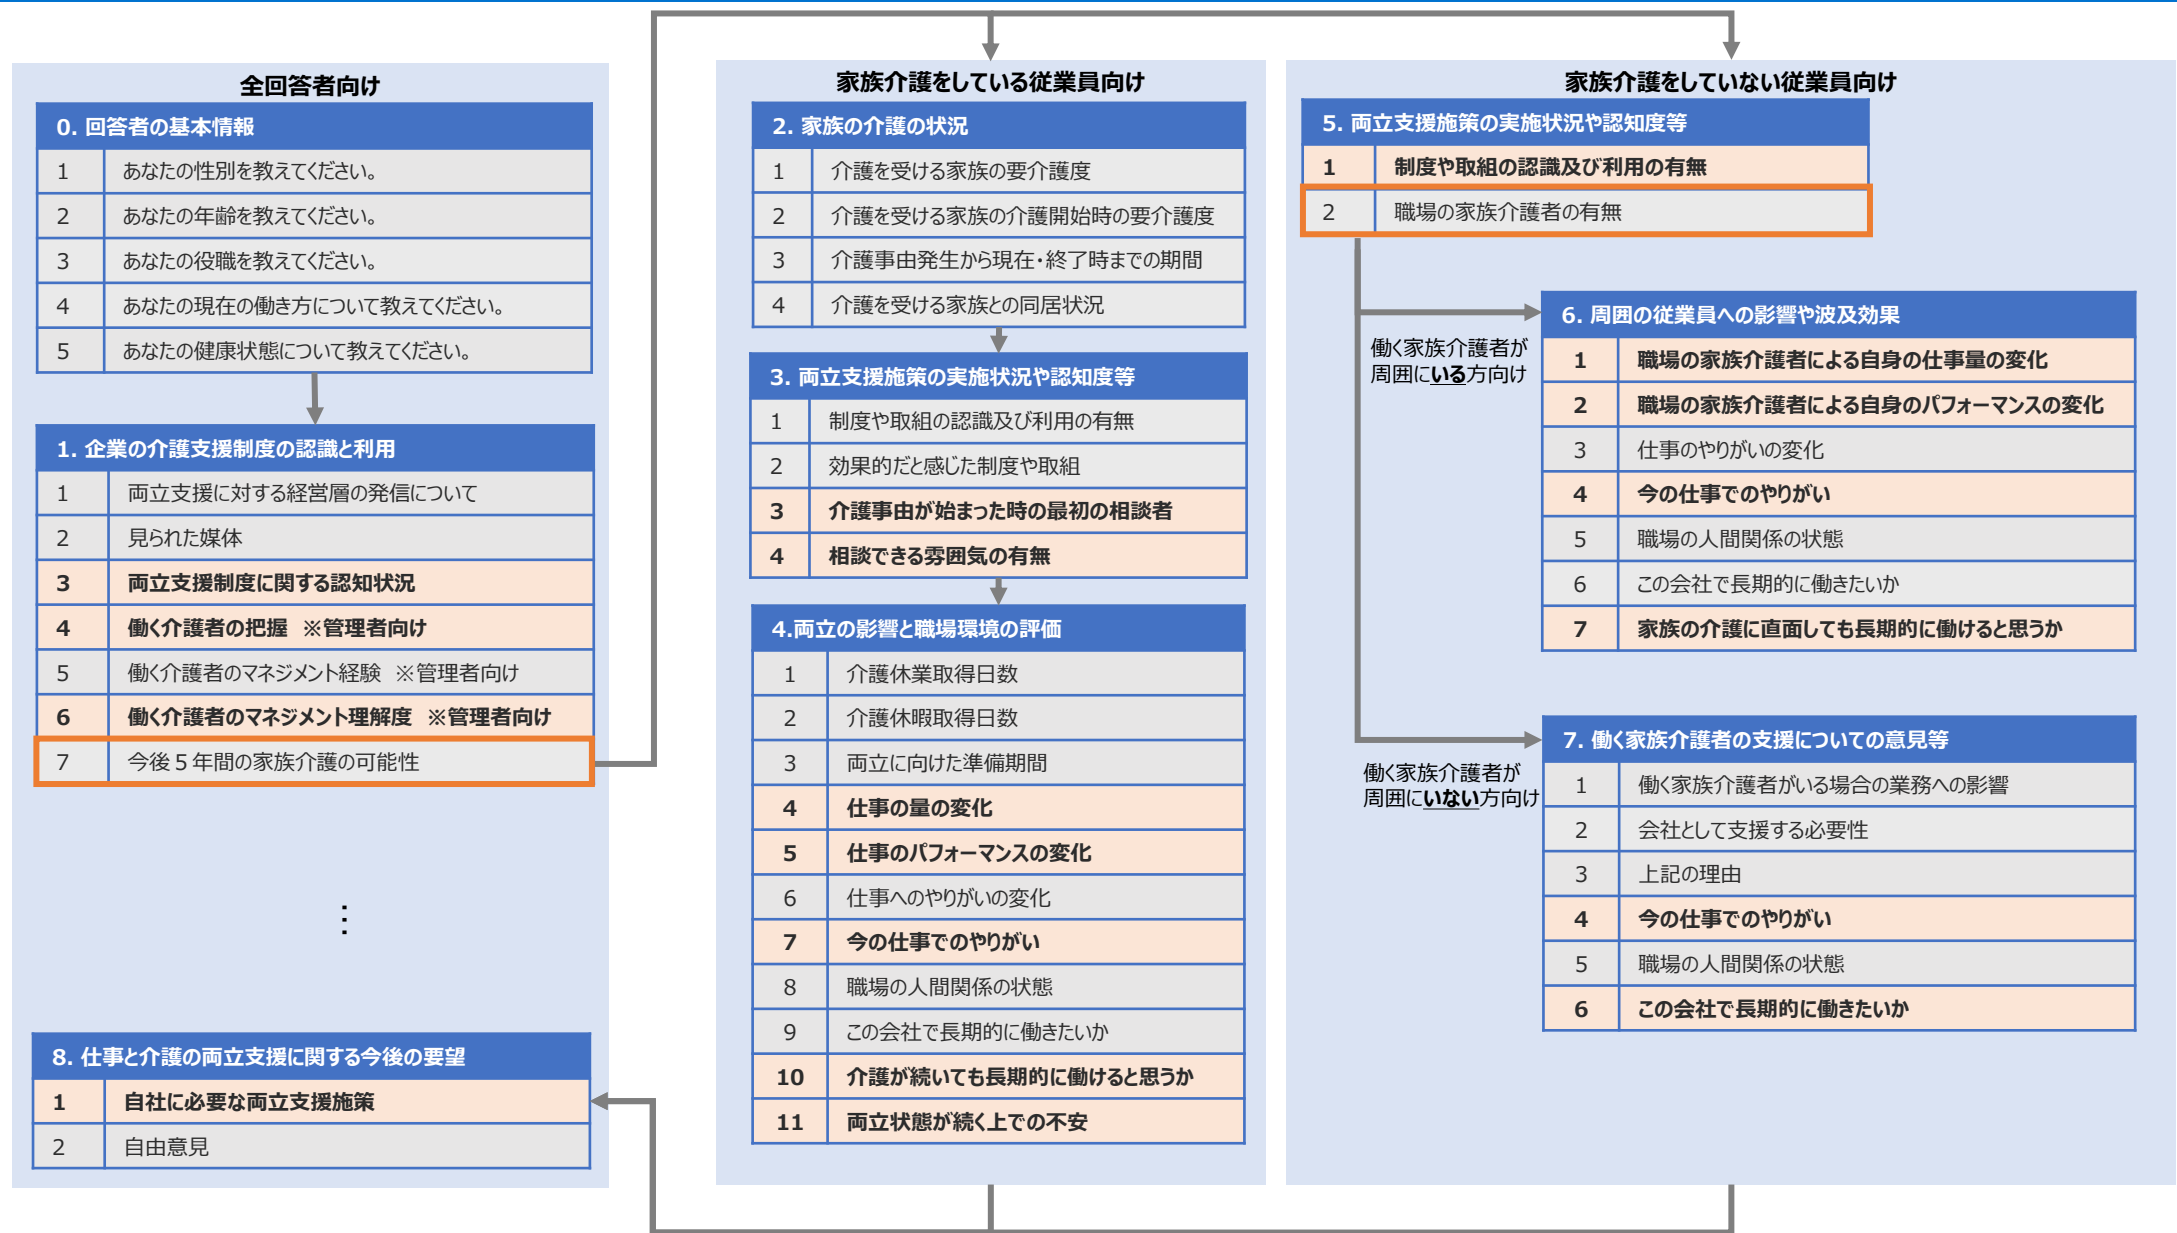 全回答者向け
0. 回答者の基本情報
1 あなたの性別を教えてください。
2 あなたの年齢を教えてください。
3 あなたの役職を教えてください。
4 あなたの現在の働き方について教えてください。
5 あなたの健康状態について教えてください。
1. 企業の介護支援制度の認識と利用
1 両立支援に対する経営層の発信について
2 見られた媒体
3 両立支援制度に関する認知状況
4 働く介護者の把握 ※管理者向け
5 働く介護者のマネジメント経験 ※管理者向け
6 働く介護者のマネジメント理解度 ※管理者向け
7 今後5年間の家族介護の可能性
⋮
8. 仕事と介護の両立支援に関する今後の要望
1 自社に必要な両立支援施策
2 自由意見
家族介護をしている従業員向け
2. 家族の介護の状況
1 介護を受ける家族の要介護度
2 介護を受ける家族の介護開始時の要介護度
3 介護事由発生から現在・終了時までの期間
4 介護を受ける家族との同居状況
3. 両立支援施策の実施状況や認知度等
1 制度や取組の認識及び利用の有無
2 効果的だと感じた制度や取組
3 介護事由が始まった時の最初の相談者
4 相談できる雰囲気の有無
4.両立の影響と職場環境の評価
1 介護休業取得日数
2 介護休暇取得日数
3 両立に向けた準備期間
4 仕事の量の変化
5 仕事のパフォーマンスの変化
6 仕事へのやりがいの変化
7 今の仕事でのやりがい
8 職場の人間関係の状態
9 この会社で長期的に働きたいか
10 介護が続いても長期的に働けると思うか
11 両立状態が続く上での不安
家族介護をしていない従業員向け
5. 両立支援施策の実施状況や認知度等
1 制度や取組の認識及び利用の有無
2 職場の家族介護者の有無
働く家族介護者が
周囲にいる方向け
6. 周囲の従業員への影響や波及効果
1 職場の家族介護者による自身の仕事量の変化
2 職場の家族介護者による自身のパフォーマンスの変化
3 仕事のやりがいの変化
4 今の仕事でのやりがい
5 職場の人間関係の状態
6 この会社で長期的に働きたいか
7 家族の介護に直面しても長期的に働けると思うか
働く家族介護者が
周囲にいない方向け
7. 働く家族介護者の支援についての意見等
1 働く家族介護者がいる場合の業務への影響
2 会社として支援する必要性
3 上記の理由
4 今の仕事でのやりがい
5 職場の人間関係の状態
6 この会社で長期的に働きたいか